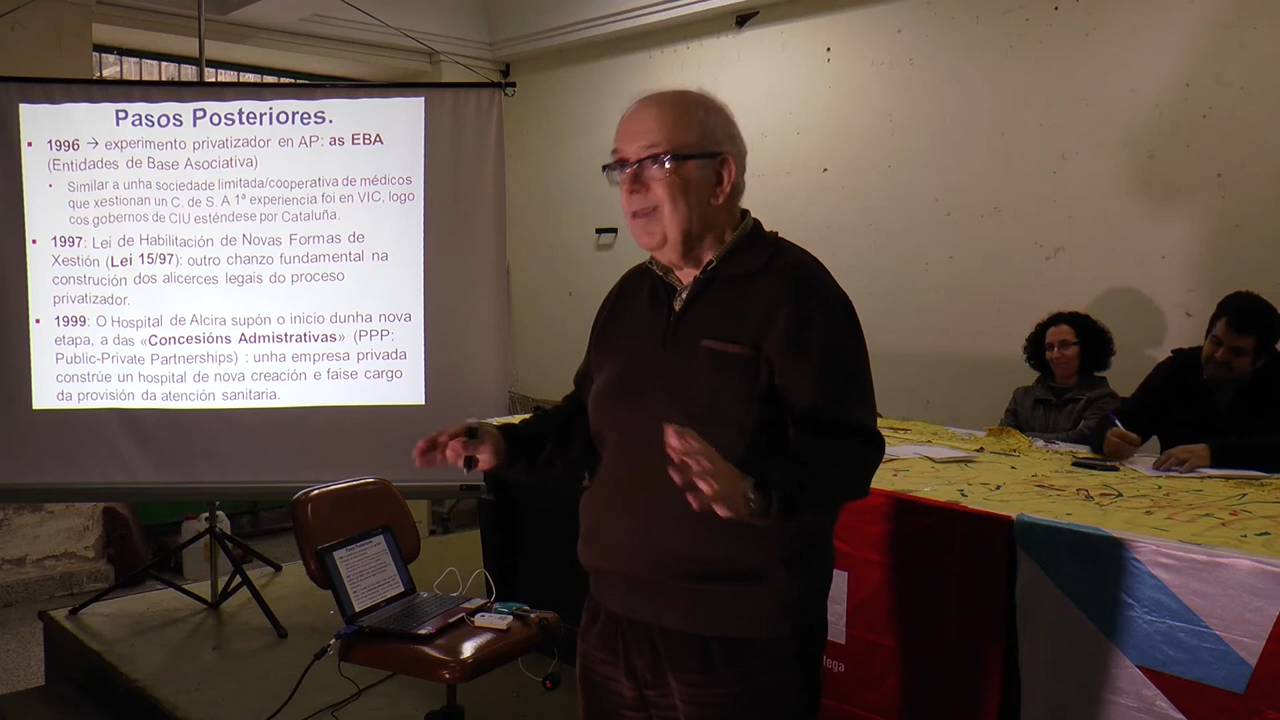 Pasos Posteriores.
1996 → experimento privatizador en AP: as EBA
(Entidades de Base Asociativa)
Similar a unha sociedade limitada/cooperativa de médicos
que xestionan un C. de S. A 1ª experiencia foi en VIC, logo
cos gobernos de CIU esténdese por Cataluña.
1997: Lei de Habilitación de Novas Formas de
Xestión (Lei 15/97): outro chanzo fundamental na
construción dos alicerces legais do proceso
privatizador.
1999: O Hospital de Alcira supón o inicio dunha nova
etapa, a das «Concesións Admistrativas» (PPP:
Public-Private Partnerships) : unha empresa privada
constrúe un hospital de nova creación e faise cargo
da provisión da atención sanitaria.